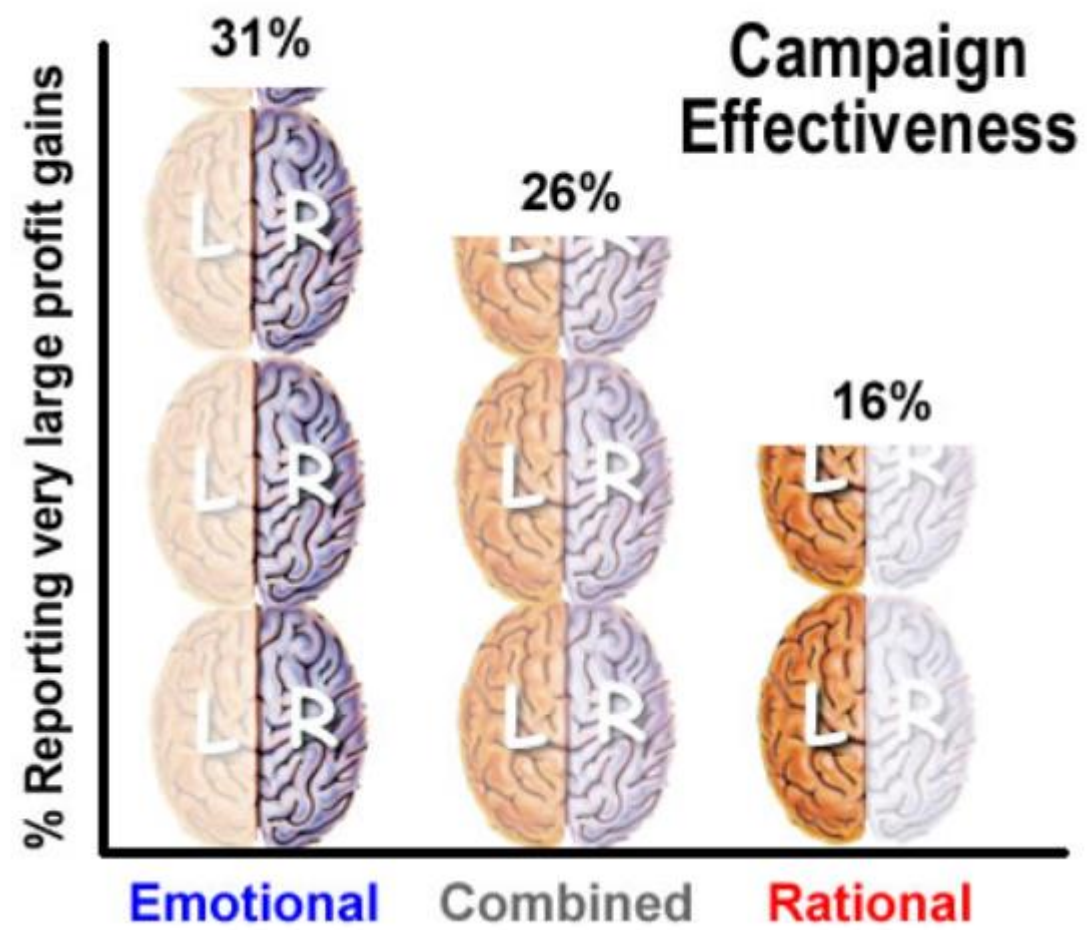 Campaign
Effectiveness
% Reporting very large profit gains
31%
26%
16%
L R
L R
L R
L R
L R
L R
L R
L R
Emotional
Combined
Rational